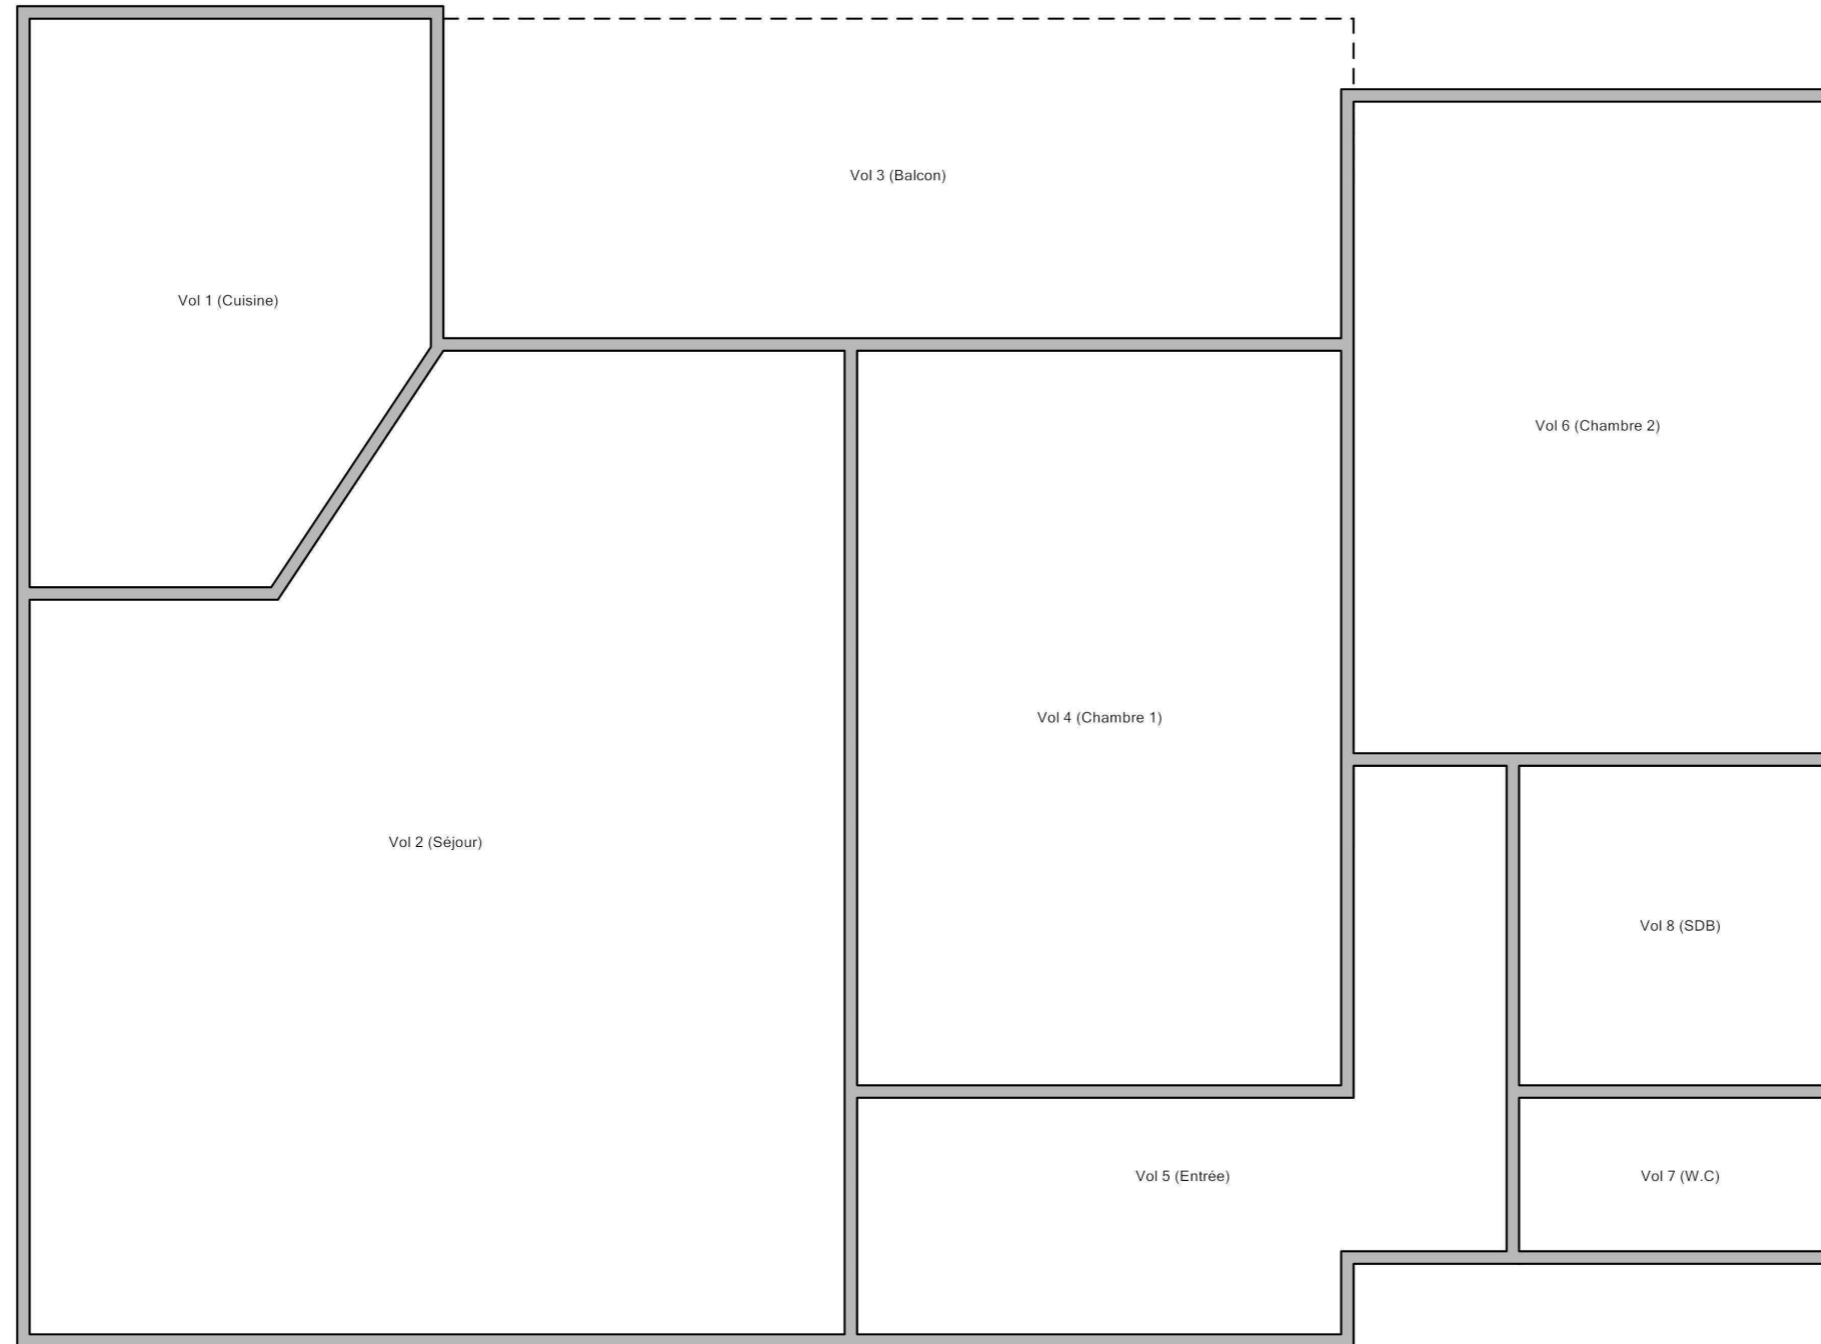 Vol 3 (Balcon)
Vol 1 (Cuisine)
Vol 6 (Chambre 2)
Vol 4 (Chambre 1)
Vol 2 (Séjour)
Vol 8 (SDB)
Vol 5 (Entrée)
Vol 7 (W.C)